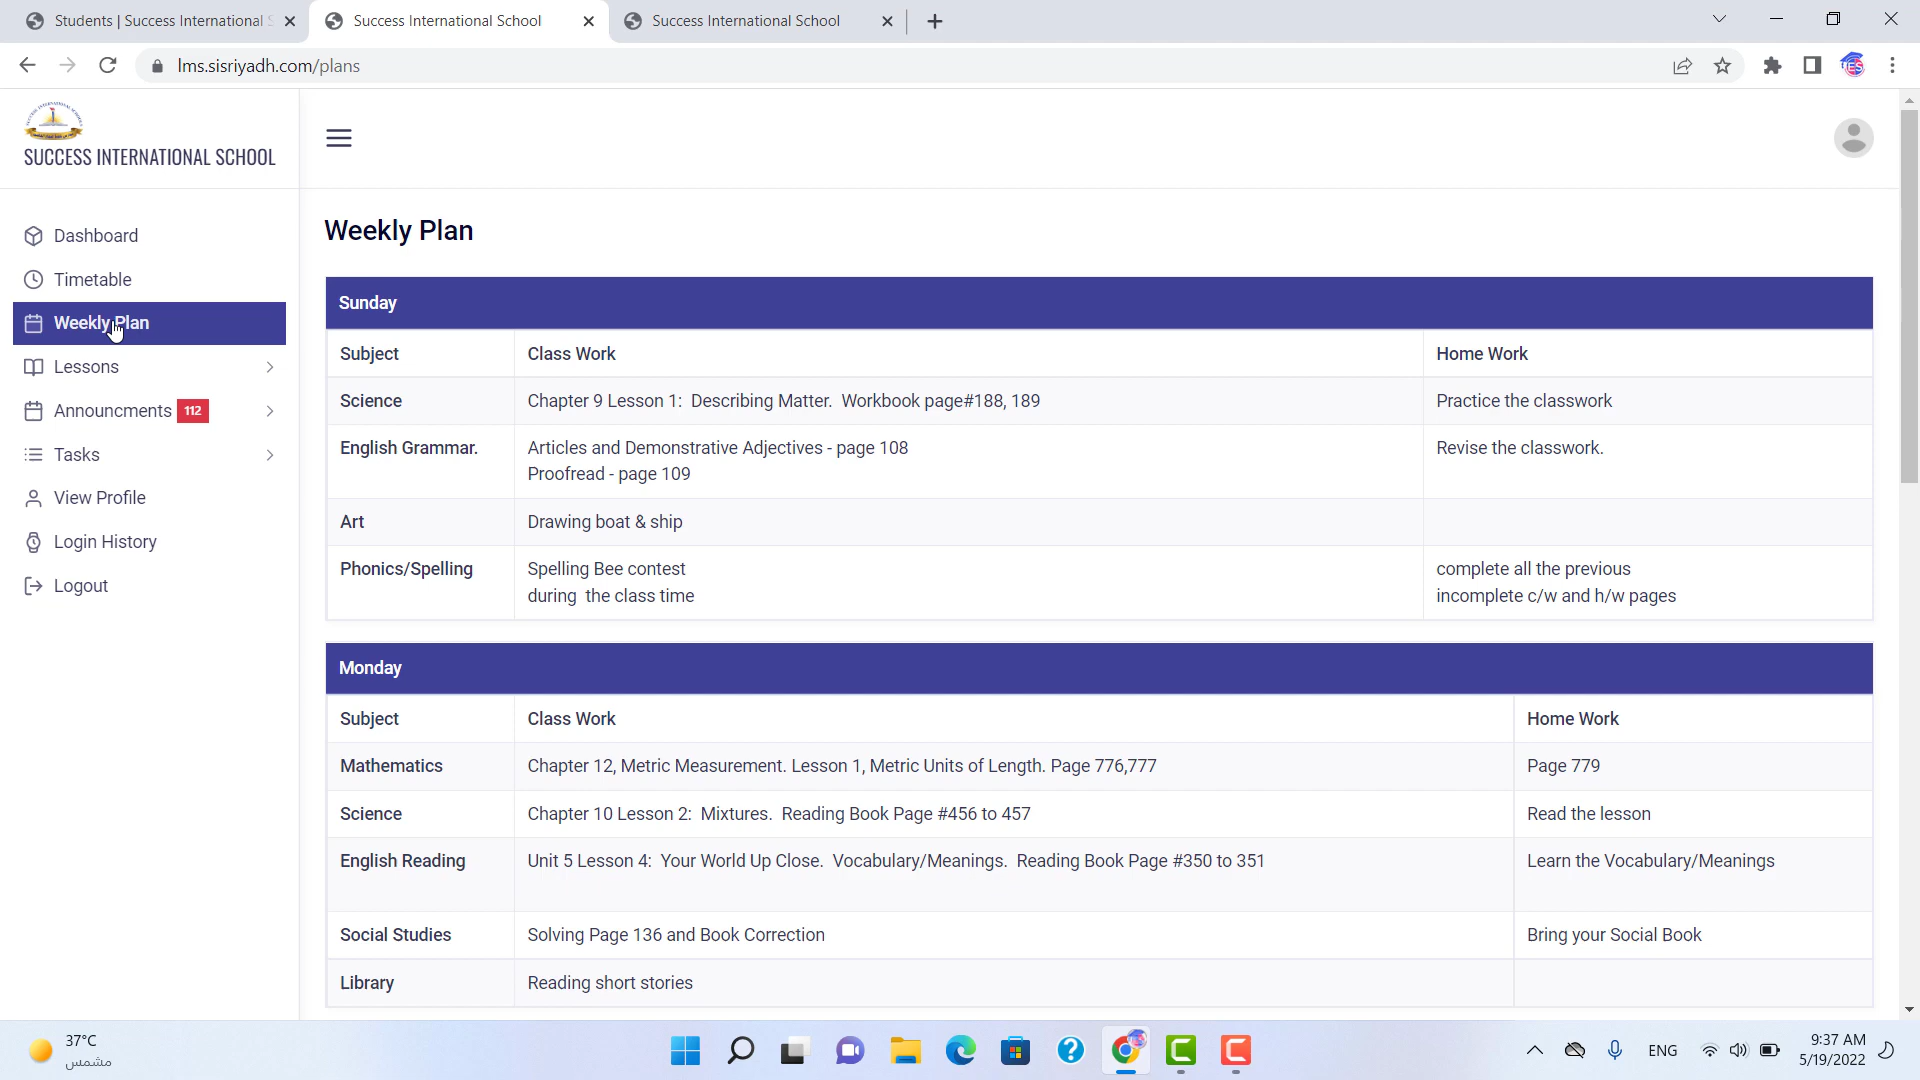 Students | Success International S
Success International School
Success International School
lms.sisriyadh.com/plans
SUCCESS INTERNATIONAL SCHOOL
Dashboard
Timetable
Weekly Plan
Lessons
Announcments 112
Tasks
View Profile
Login History
Logout
Weekly Plan
Sunday
Subject Class Work Home Work
Science Chapter 9 Lesson 1: Describing Matter. Workbook page#188, 189 Practice the classwork
English Grammar. Articles and Demonstrative Adjectives - page 108 Revise the classwork.
Proofread - page 109
Art Drawing boat & ship
Phonics/Spelling Spelling Bee contest complete all the previous
during the class time incomplete c/w and h/w pages
Monday
Subject Class Work Home Work
Mathematics Chapter 12, Metric Measurement. Lesson 1, Metric Units of Length. Page 776,777 Page 779
Science Chapter 10 Lesson 2: Mixtures. Reading Book Page #456 to 457 Read the lesson
English Reading Unit 5 Lesson 4: Your World Up Close. Vocabulary/Meanings. Reading Book Page #350 to 351 Learn the Vocabulary/Meanings
Social Studies Solving Page 136 and Book Correction Bring your Social Book
Library Reading short stories
37°C
مشمس
ENG
9:37 AM
5/19/2022